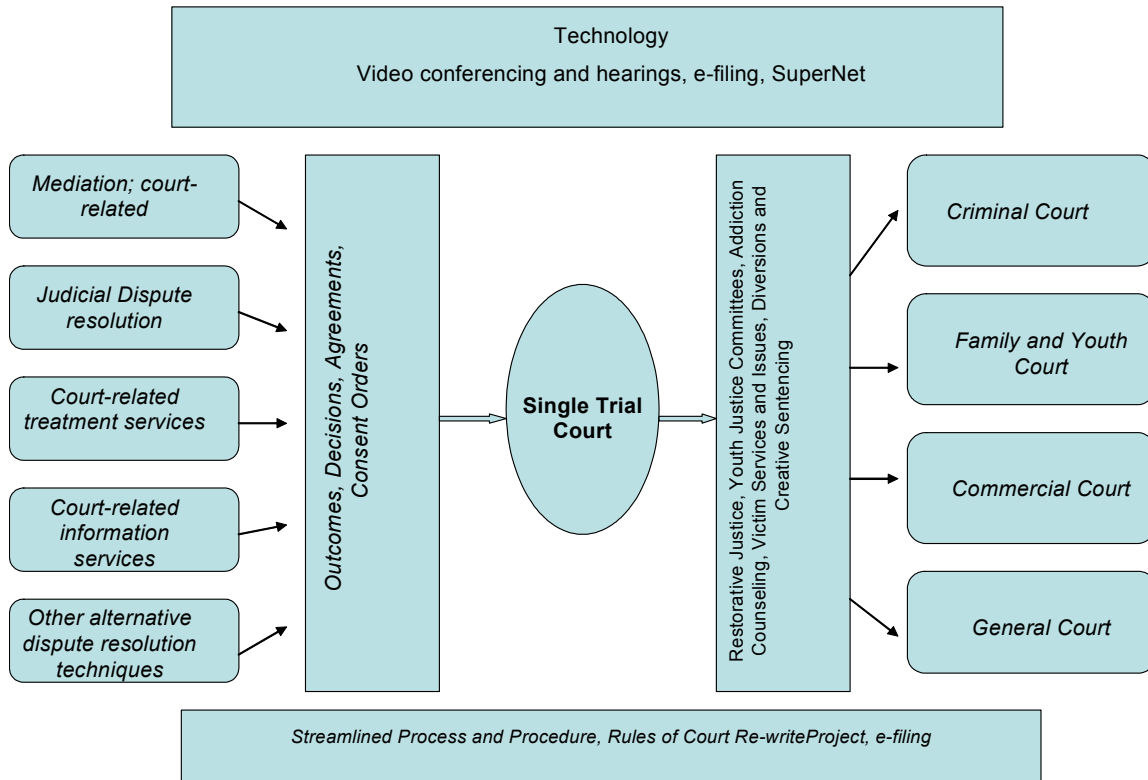 Technology
Video conferencing and hearings, e-filing, SuperNet
Mediation; court-
related
Judicial Dispute
resolution
Court-related
treatment services
Court-related
information
services
Other alternative
dispute resolution
techniques
Outcomes, Decisions, Agreements,
Consent Orders
Single Trial
Court
Restorative Justice, Youth Justice Committees, Addiction
Counseling, Victim Services and Issues, Diversions and
Creative Sentencing
Criminal Court
Family and Youth
Court
Commercial Court
General Court
Streamlined Process and Procedure, Rules of Court Re-writeProject, e-filing